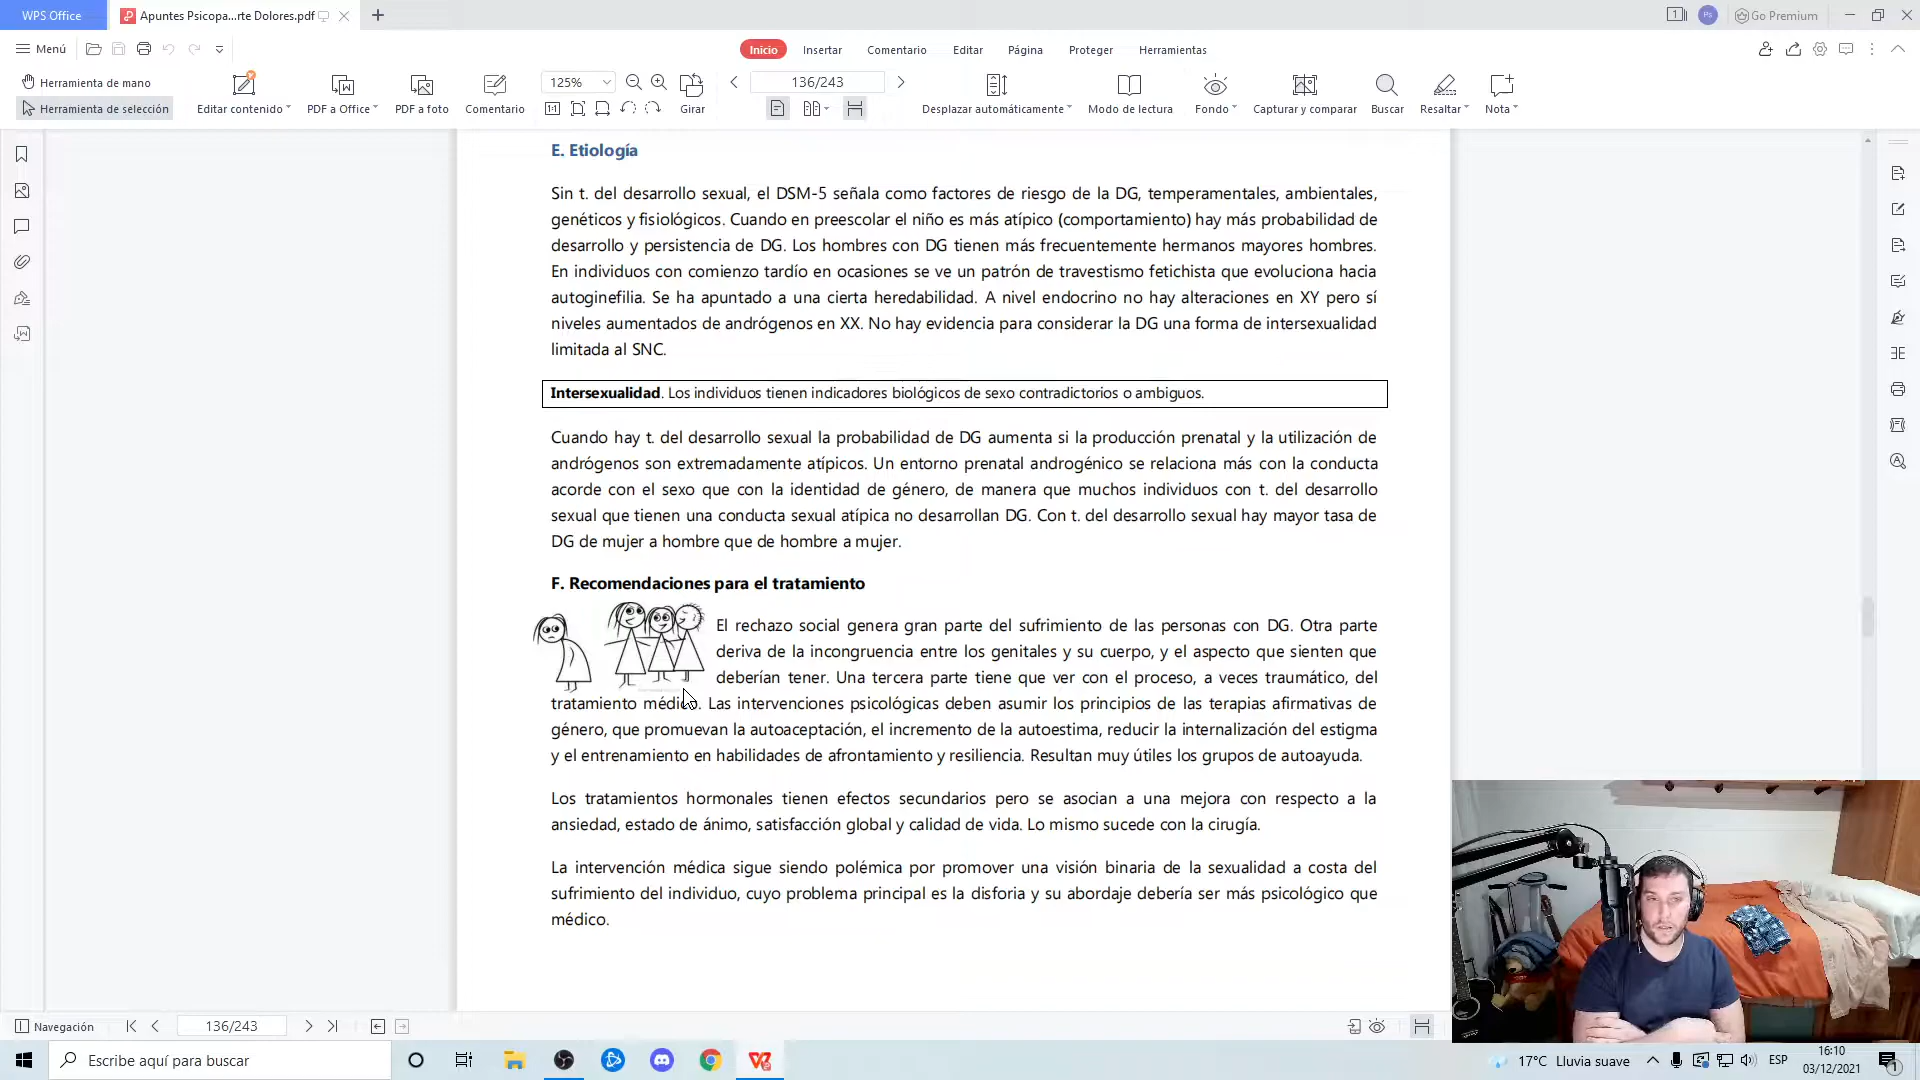 WPS Office
Apuntes Psicopa...rte Dolores.pdf
1
Ps
Go Premium
Menú
Inicio
Insertar
Comentario
Editar
Página
Proteger
Herramientas
Herramienta de mano
Herramienta de selección
Editar contenido
PDF a Office
PDF a foto
Comentario
125%
136/243
Girar
Desplazar automáticamente
Modo de lectura
Fondo
Capturar y comparar
Buscar
Resaltar
Nota
E. Etiología
Sin t. del desarrollo sexual, el DSM-5 señala como factores de riesgo de la DG, temperamentales, ambientales,
genéticos y fisiológicos. Cuando en preescolar el niño es más atípico (comportamiento) hay más probabilidad de
desarrollo y persistencia de DG. Los hombres con DG tienen más frecuentemente hermanos mayores hombres.
En individuos con comienzo tardío en ocasiones se ve un patrón de travestismo fetichista que evoluciona hacia
autoginefilia. Se ha apuntado a una cierta heredabilidad. A nivel endocrino no hay alteraciones en XY pero sí
niveles aumentados de andrógenos en XX. No hay evidencia para considerar la DG una forma de intersexualidad
limitada al SNC.
Intersexualidad. Los individuos tienen indicadores biológicos de sexo contradictorios o ambiguos.
Cuando hay t. del desarrollo sexual la probabilidad de DG aumenta si la producción prenatal y la utilización de
andrógenos son extremadamente atípicos. Un entorno prenatal androgénico se relaciona más con la conducta
acorde con el sexo que con la identidad de género, de manera que muchos individuos con t. del desarrollo
sexual que tienen una conducta sexual atípica no desarrollan DG. Con t. del desarrollo sexual hay mayor tasa de
DG de mujer a hombre que de hombre a mujer.
F. Recomendaciones para el tratamiento
El rechazo social genera gran parte del sufrimiento de las personas con DG. Otra parte
deriva de la incongruencia entre los genitales y su cuerpo, y el aspecto que sienten que
deberían tener. Una tercera parte tiene que ver con el proceso, a veces traumático, del
tratamiento médico. Las intervenciones psicológicas deben asumir los principios de las terapias afirmativas de
género, que promuevan la autoaceptación, el incremento de la autoestima, reducir la internalización del estigma
y el entrenamiento en habilidades de afrontamiento y resiliencia. Resultan muy útiles los grupos de autoayuda.
Los tratamientos hormonales tienen efectos secundarios pero se asocian a una mejora con respecto a la
ansiedad, estado de ánimo, satisfacción global y calidad de vida. Lo mismo sucede con la cirugía.
La intervención médica sigue siendo polémica por promover una visión binaria de la sexualidad a costa del
sufrimiento del individuo, cuyo problema principal es la disforia y su abordaje debería ser más psicológico que
médico.
Navegación
136/243
Escribe aquí para buscar
17°C Lluvia suave
ESP
16:10
03/12/2021
1